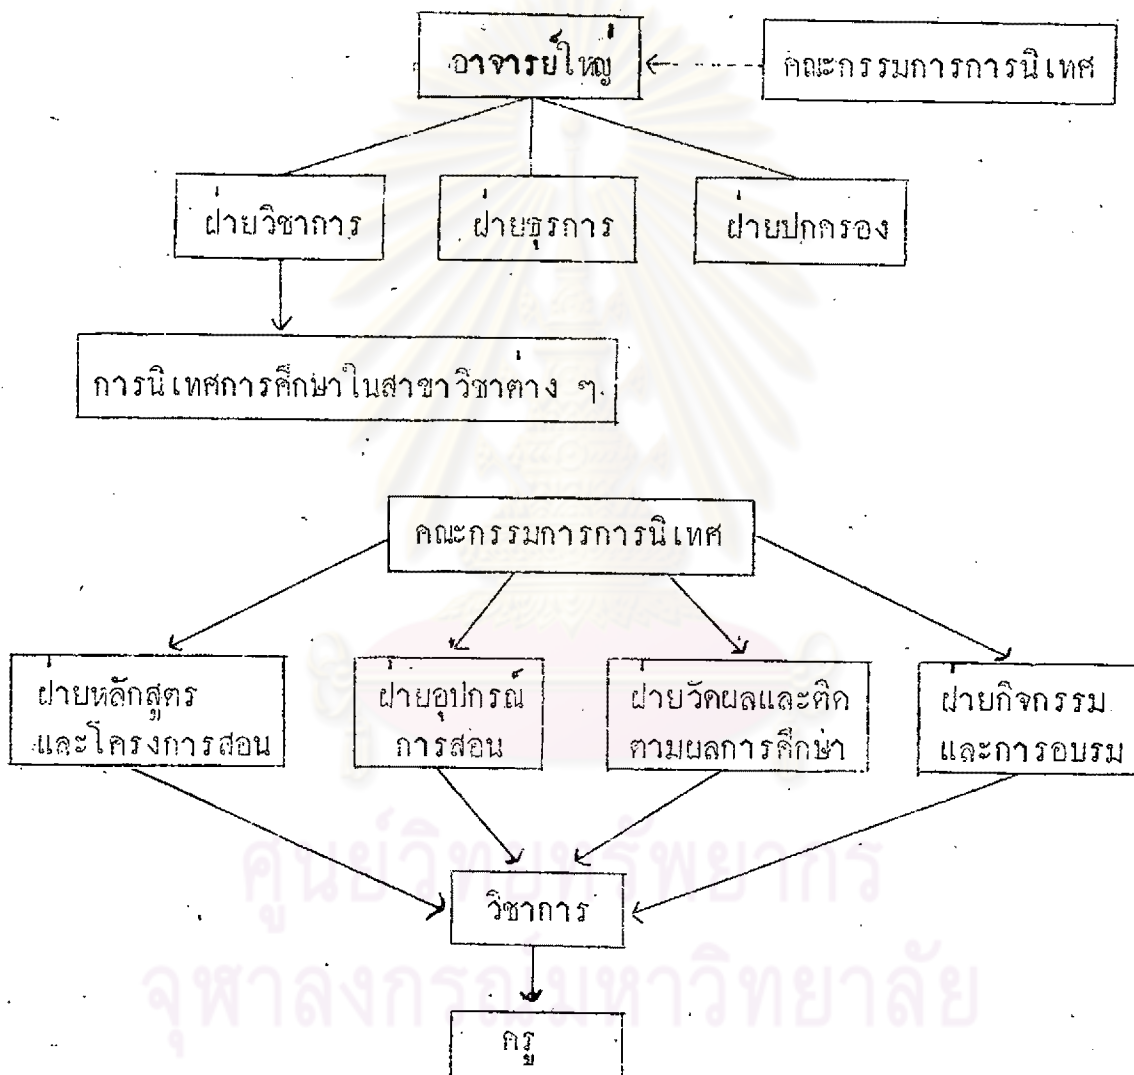 อาจารย์ใหญ่
คณะกรรมการการนิเทศ
ฝ่ายวิชาการ
ฝ่ายธุรการ
ฝ่ายปกครอง
การนิเทศการศึกษาในสาขาวิชาต่าง ๆ
คณะกรรมการการนิเทศ
ฝ่ายหลักสูตร
และโครงการสอน
ฝ่ายอุปกรณ์
การสอน
ฝ่ายวัดผลและติด
ตามผลการศึกษา
ฝ่ายกิจกรรม
และการอบรม
วิชาการ
ครู
ศูนย์วิทยทรัพยากร
จุฬาลงกรณ์มหาวิทยาลัย